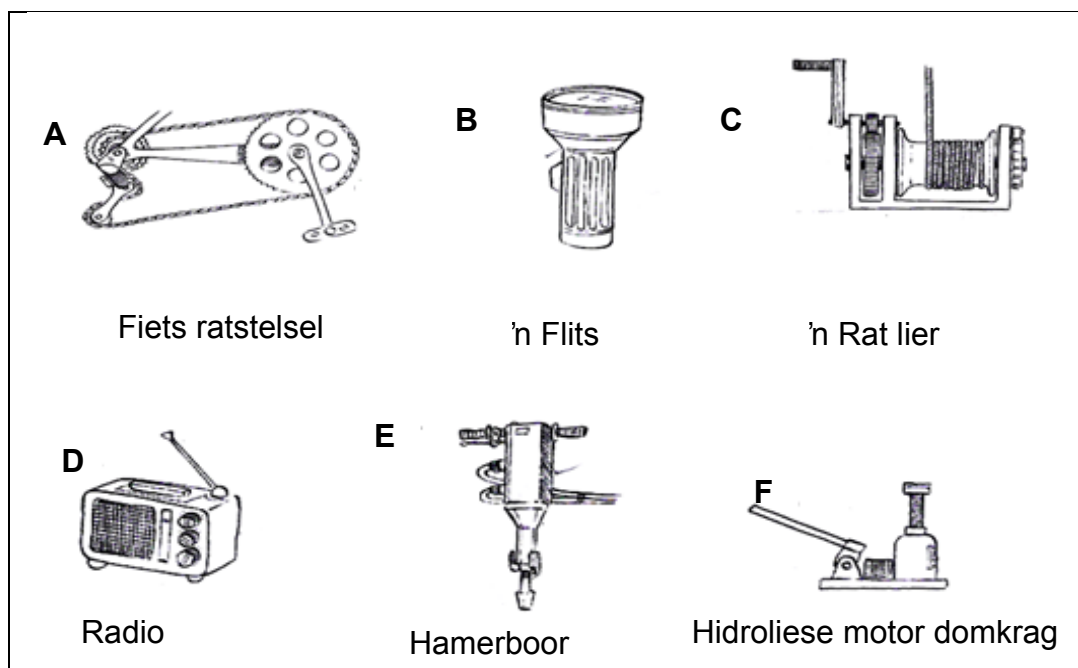 A
B
C
Fiets ratstelsel
'n Flits
'n Rat lier
D
E
F
Radio
Hamerboor
Hidroliese motor domkrag